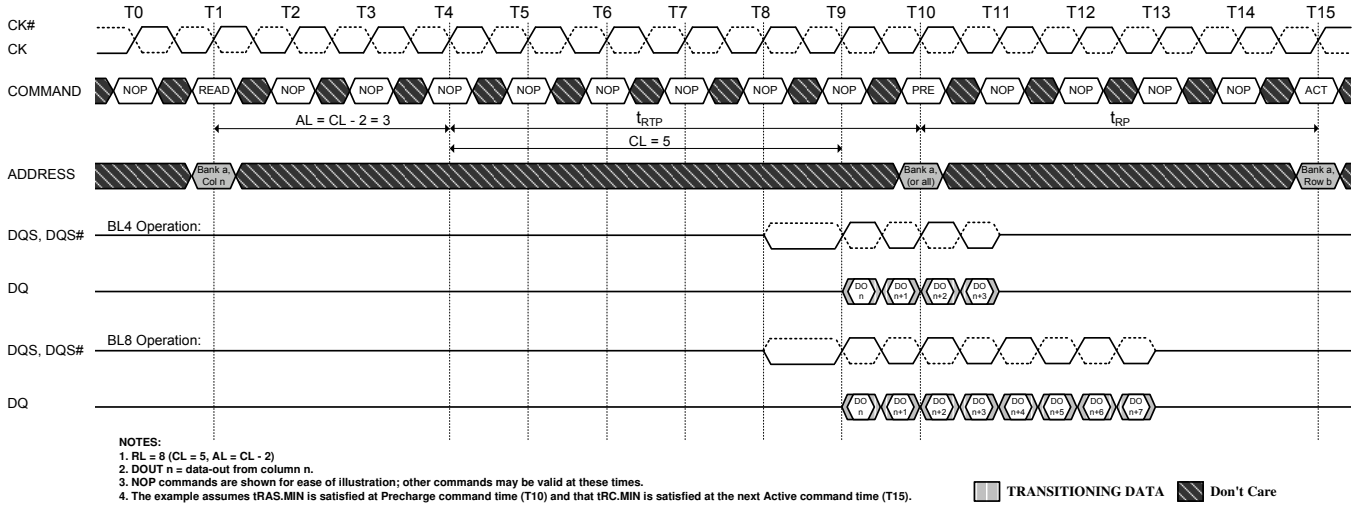 T0 T1 T2 T3 T4 T5 T6 T7 T8 T9 T10 T11 T12 T13 T14 T15
CK#
CK
COMMAND NOP READ NOP NOP NOP NOP NOP NOP NOP NOP PRE NOP NOP NOP NOP ACT
AL = CL - 2 = 3 tRTP tRP
CL = 5
ADDRESS Bank a, Col n Bank a, (or all) Bank a, Row b
BL4 Operation:
DQS, DQS#
DQ DO n DO n+1 DO n+2 DO n+3
BL8 Operation:
DQS, DQS#
DQ DO n DO n+1 DO n+2 DO n+3 DO n+4 DO n+5 DO n+6 DO n+7
NOTES:
1. RL = 8 (CL = 5, AL = CL - 2)
2. DOUT n = data-out from column n.
3. NOP commands are shown for ease of illustration; other commands may be valid at these times.
4. The example assumes tRAS.MIN is satisfied at Precharge command time (T10) and that tRC.MIN is satisfied at the next Active command time (T15).
TRANSITIONING DATA Don't Care